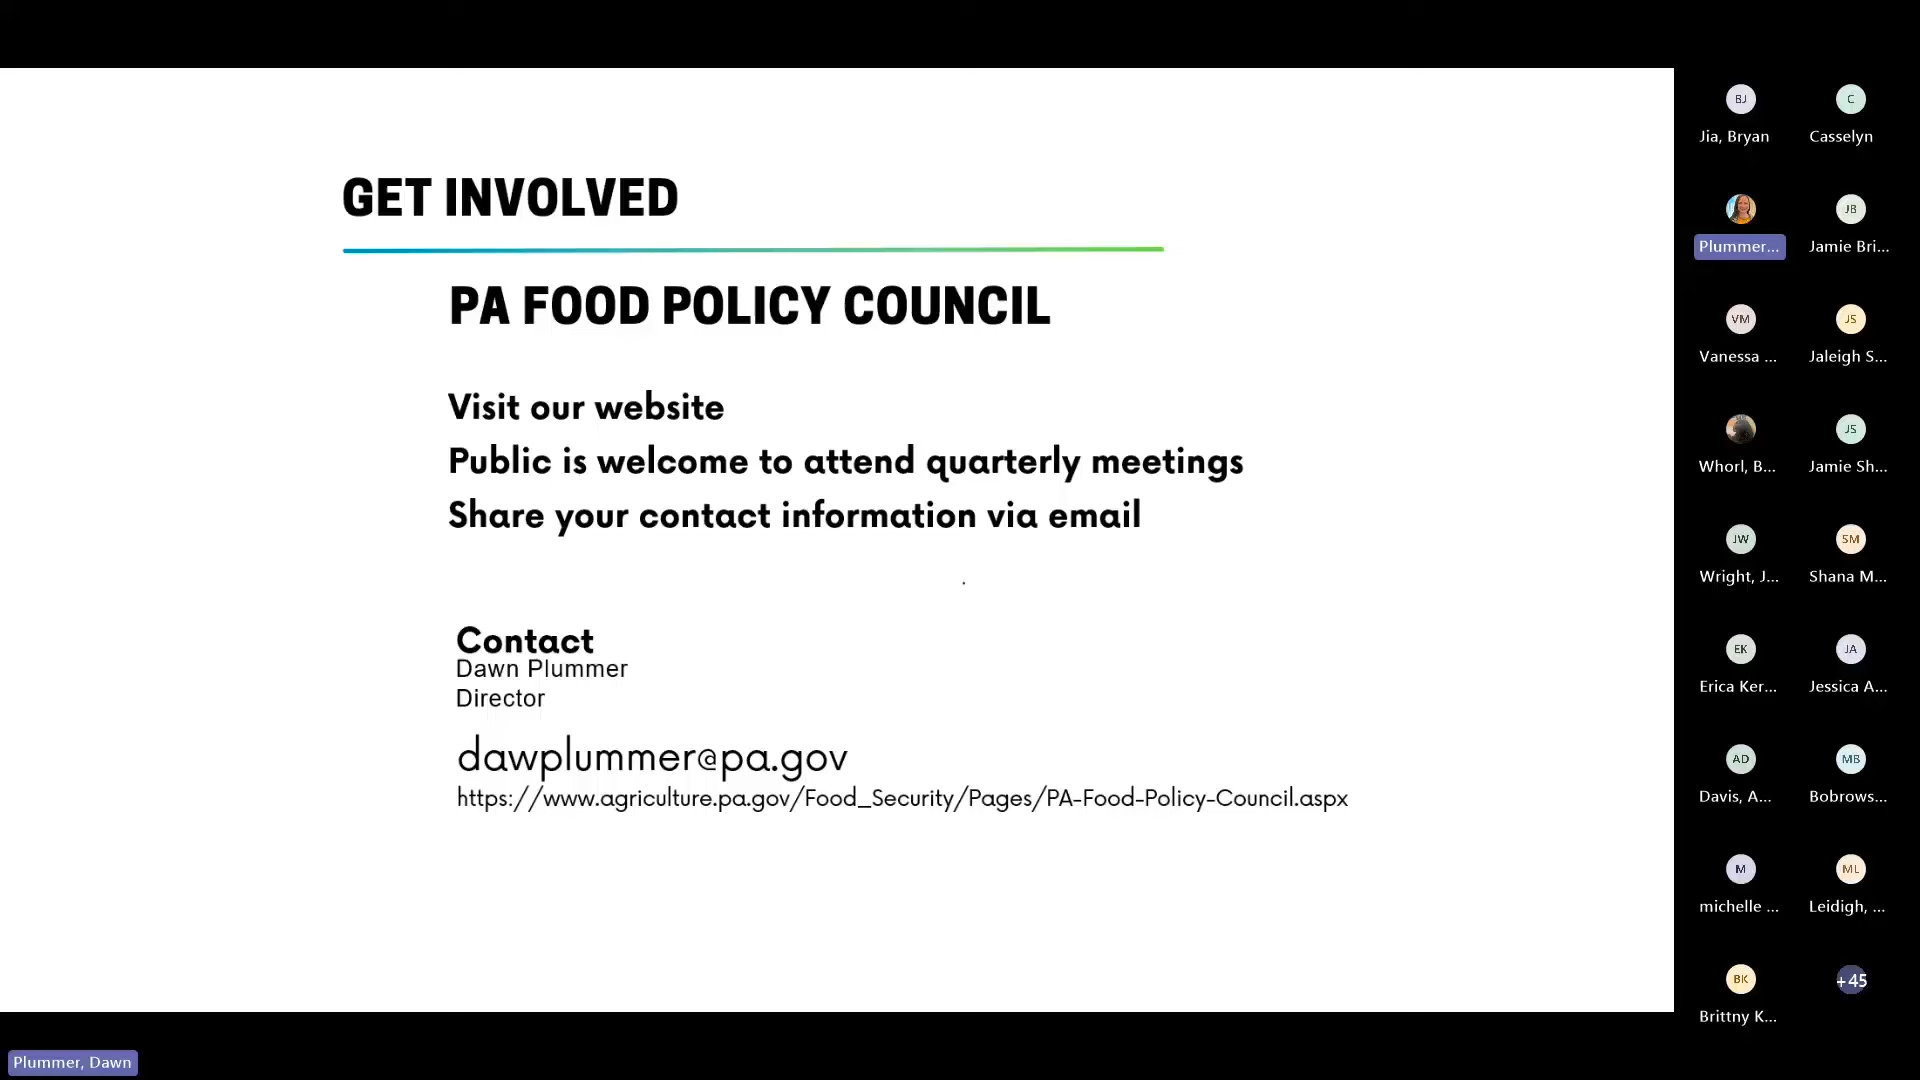 GET INVOLVED
PA FOOD POLICY COUNCIL
Visit our website
Public is welcome to attend quarterly meetings
Share your contact information via email
Contact
Dawn Plummer
Director
dawplummer@pa.gov
https://www.agriculture.pa.gov/Food_Security/Pages/PA-Food-Policy-Council.aspx
BJ
Jia, Bryan
C
Casselyn
Plummer...
JB
Jamie Bri...
VM
Vanessa ...
JS
Jaleigh S...
Whorl, B...
JS
Jamie Sh...
JW
Wright, J...
SM
Shana M...
EK
Erica Ker...
JA
Jessica A...
AD
Davis, A...
MB
Bobrows...
M
michelle ...
ML
Leidigh, ...
BK
Brittny K...
+45
Plummer, Dawn